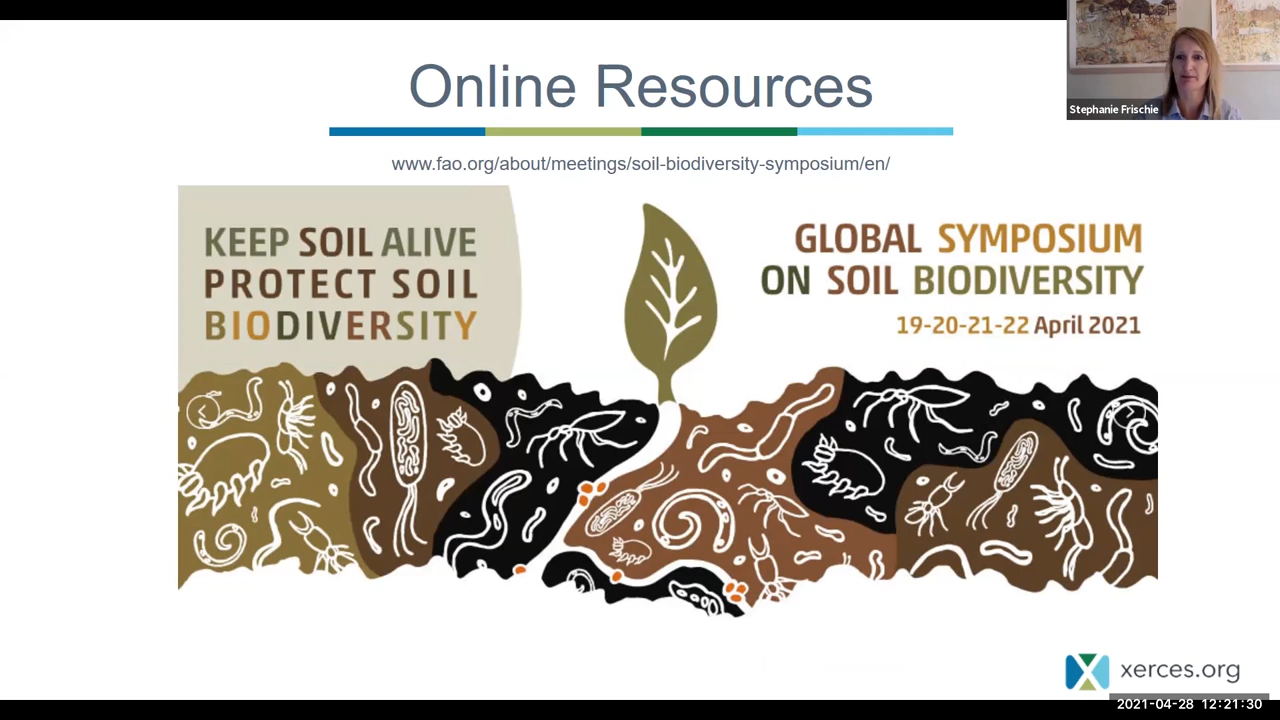 Online Resources
www.fao.org/about/meetings/soil-biodiversity-symposium/en/
KEEP SOIL ALIVE
PROTECT SOIL
BIODIVERSITY
GLOBAL SYMPOSIUM
ON SOIL BIODIVERSITY
19-20-21-22 April 2021
Stephanie Frischie
xerces.org
2021-04-28 12:21:30